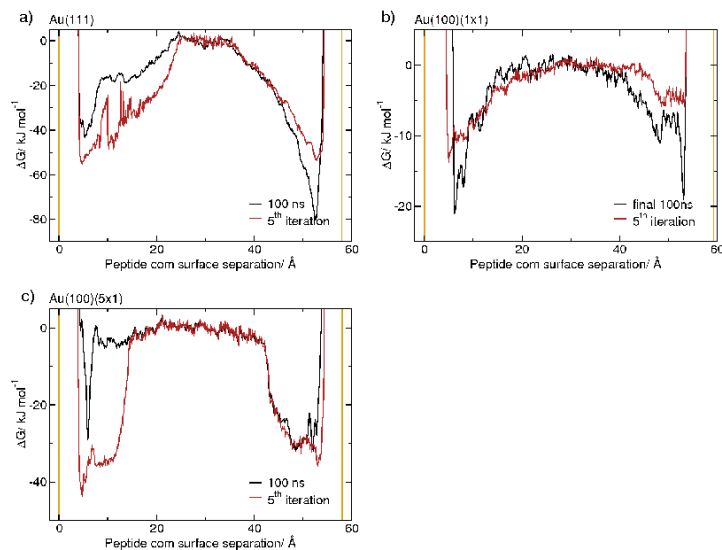 a) Au(111)
0
-20
-40
-60
-80
ΔG/ kJ mol⁻¹
100 ns
5th iteration
0 20 40 60
Peptide com surface separation/ Å
b) Au(100)(1x1)
0
-10
-20
ΔG/ kJ mol⁻¹
final 100ns
5th iteration
0 20 40 60
Peptide com surface separation/ Å
c) Au(100)(5x1)
0
-20
-40
ΔG/ kJ mol⁻¹
100 ns
5th iteration
0 20 40 60
Peptide com surface separation/ Å